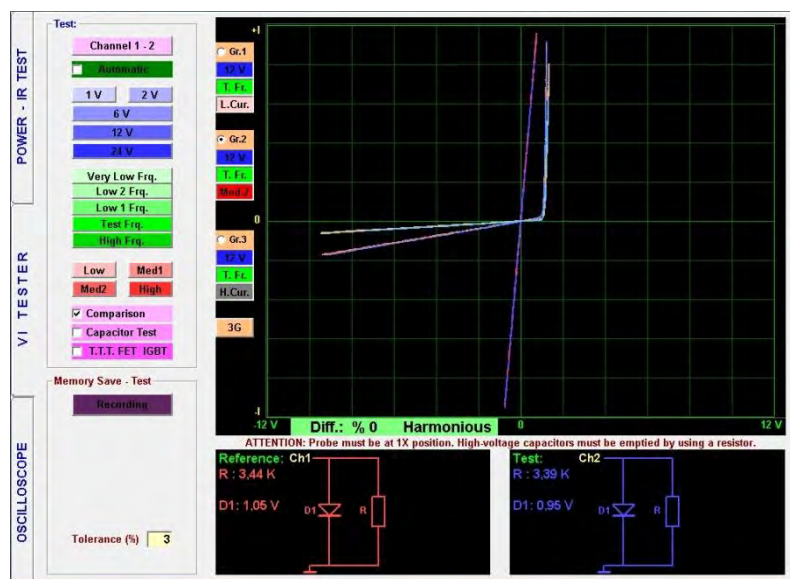 POWER - IR TEST
VI TESTER
OSCILLOSCOPE
Test:
Channel 1 - 2
Automatic
1 V 2 V
6 V
12 V
24 V
Very Low Frq.
Low 2 Frq.
Low 1 Frq.
Test Frq.
High Frq.
Low Med1
Med2 High
Comparison
Capacitor Test
T.T.T. FET IGBT
Memory Save - Test
Recording
Tolerance (%) 3
Gr.1
12 V
T. Fr.
L.Cur.
Gr.2
12 V
T. Fr.
Med.2
Gr.3
12 V
T. Fr.
H.Cur.
3G
+1
0
-1
-12 V
Diff.: % 0 Harmonious
0
12 V
ATTENTION: Probe must be at 1X position. High-voltage capacitors must be emptied by using a resistor.
Reference: Ch1
R : 3,44 K
D1: 1,05 V
D1
R
Test: Ch2
R : 3,39 K
D1: 0,95 V
D1
R